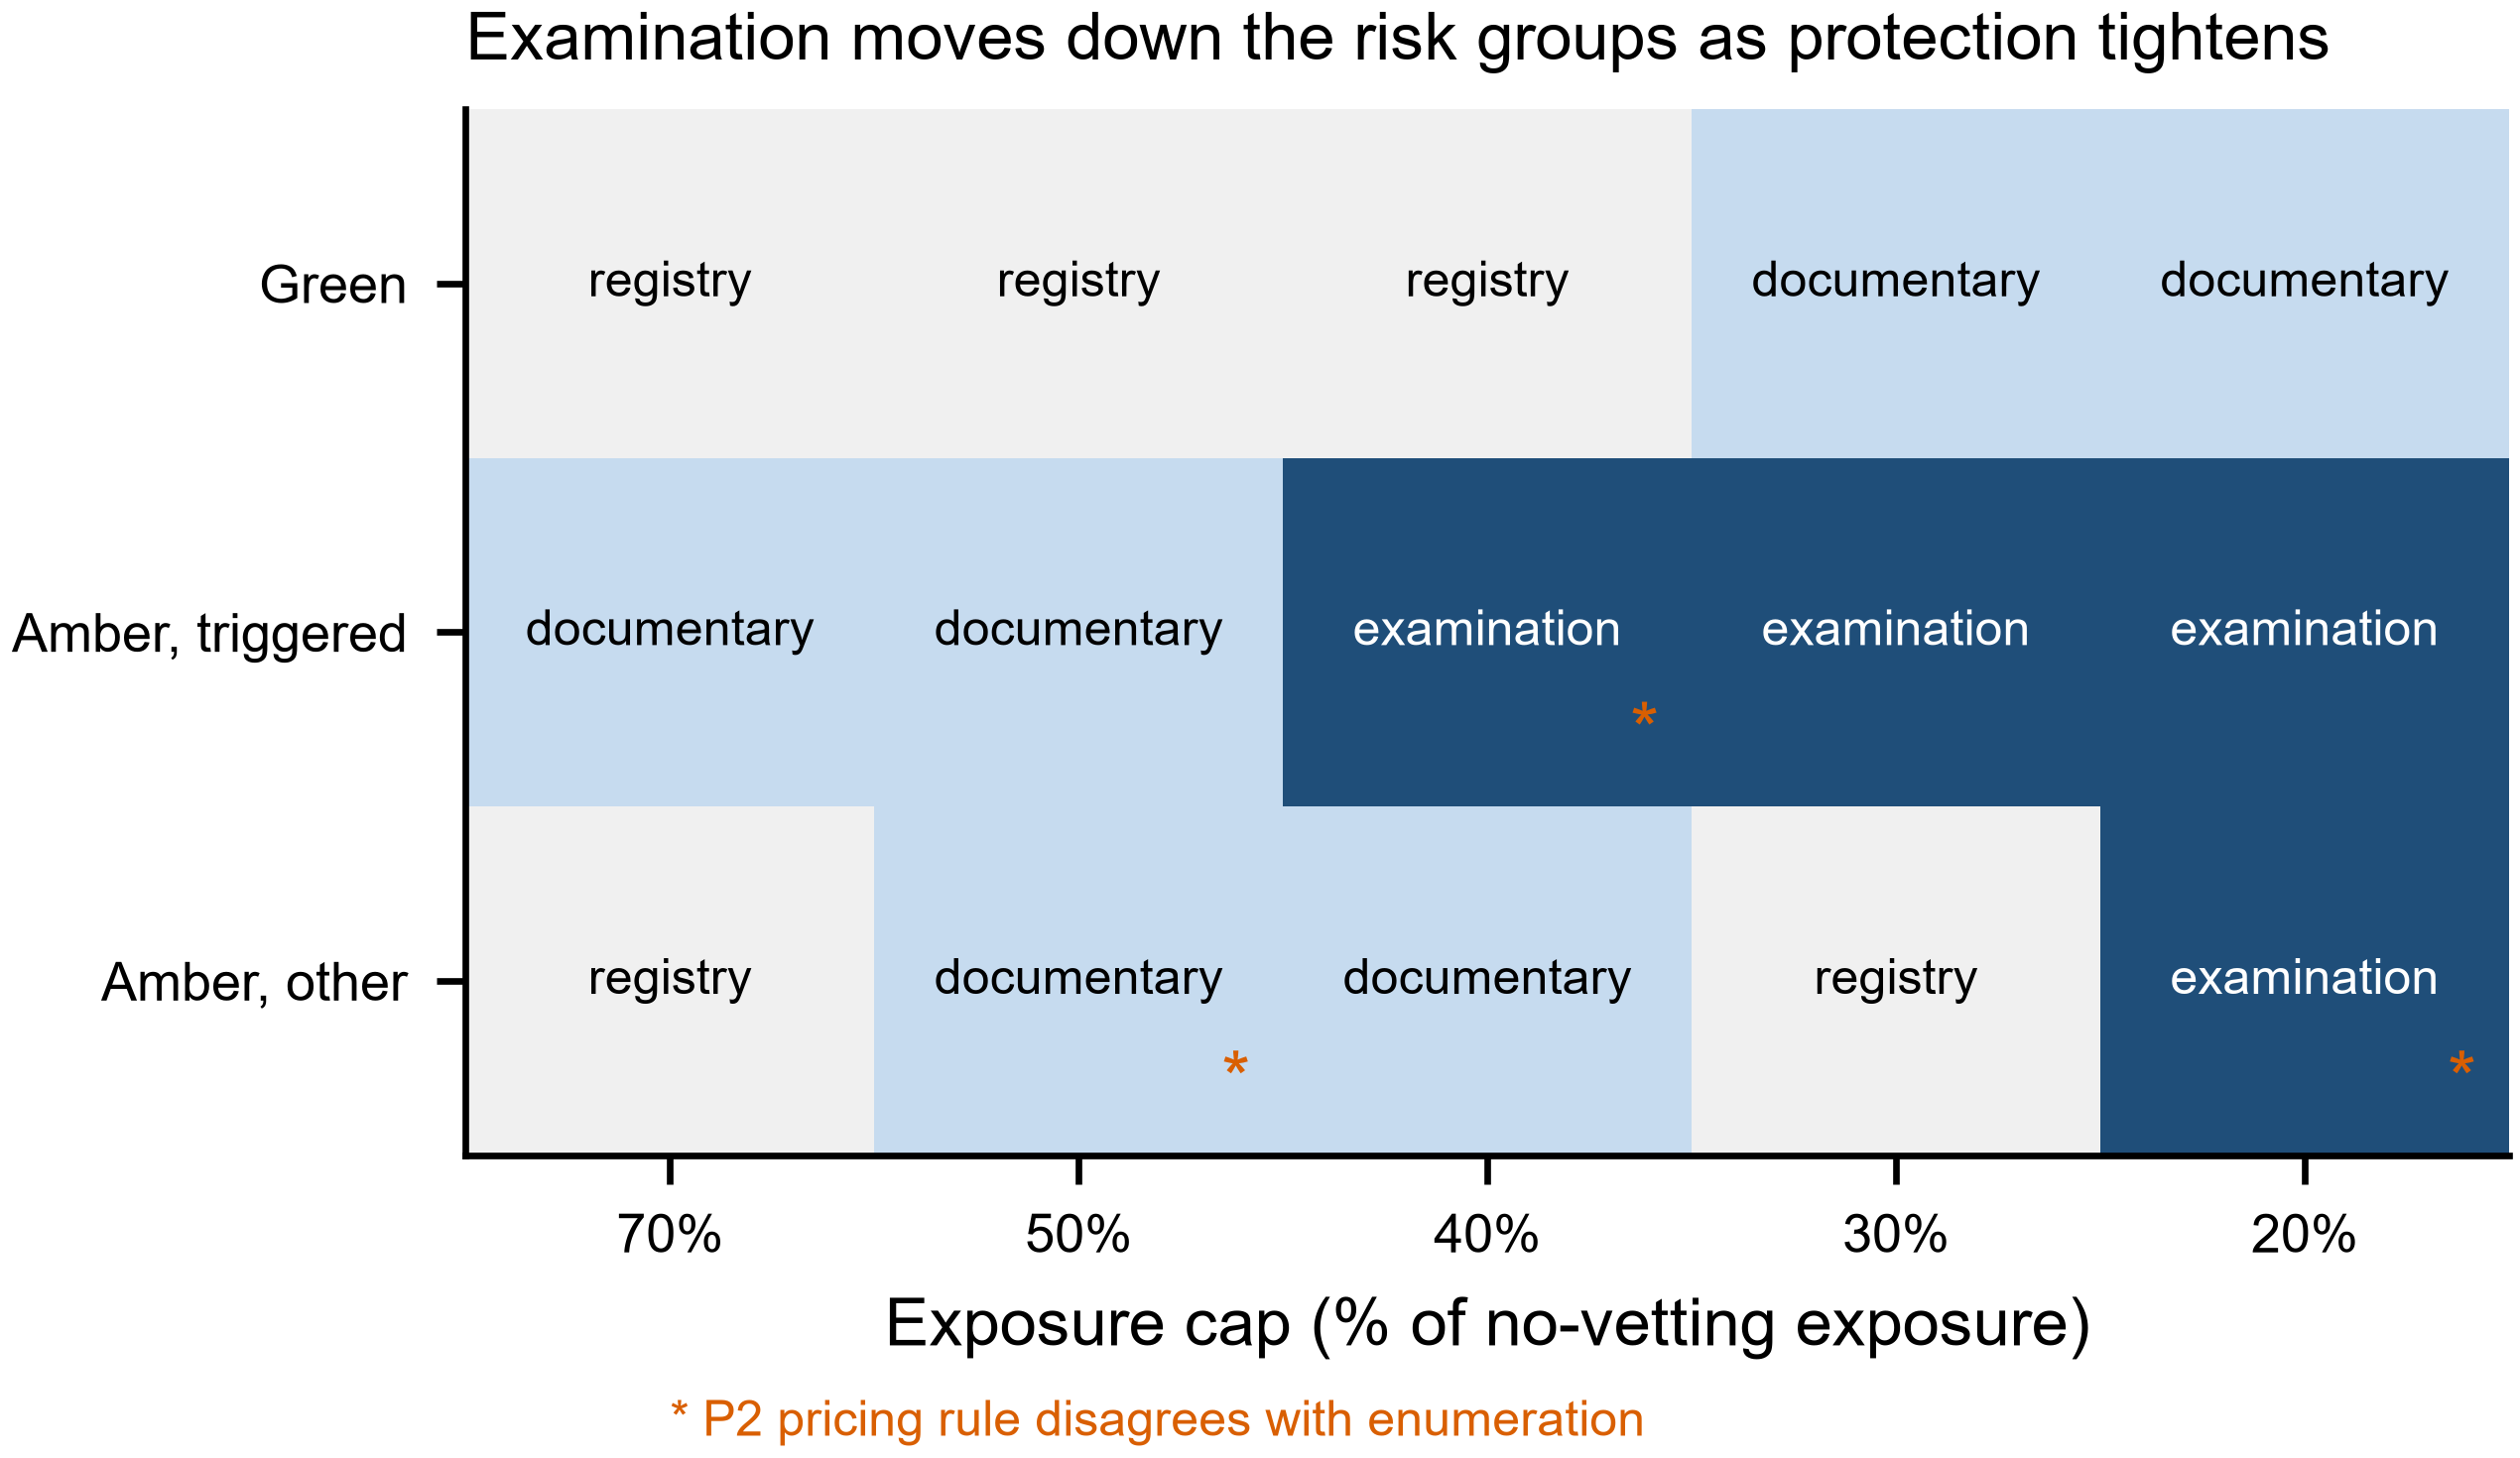 Examination moves down the risk groups as protection tightens
Green registry registry registry documentary documentary
Amber, triggered documentary documentary examination examination examination
*
Amber, other registry documentary documentary registry examination
* *
70% 50% 40% 30% 20%
Exposure cap (% of no-vetting exposure)
* P2 pricing rule disagrees with enumeration